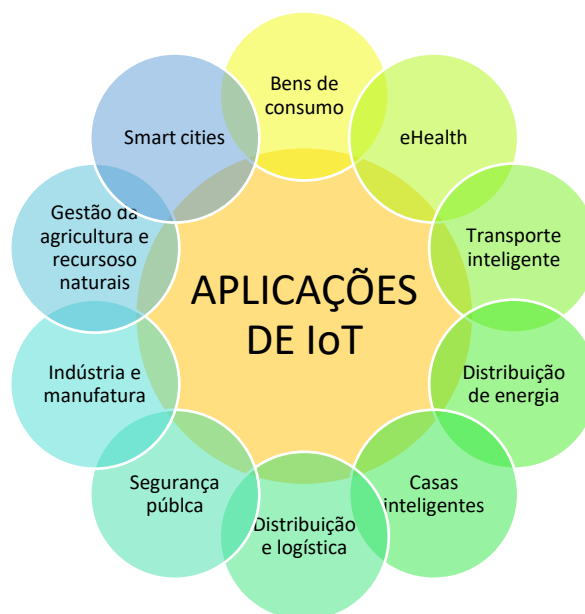 Bens de
consumo
eHealth
Transporte
inteligente
Distribuição
de energia
Casas
inteligentes
Distribuição
e logística
Segurança
públca
Indústria e
manufatura
Gestão da
agricultura e
recursoso
naturais
Smart cities
APLICAÇÕES
DE IoT